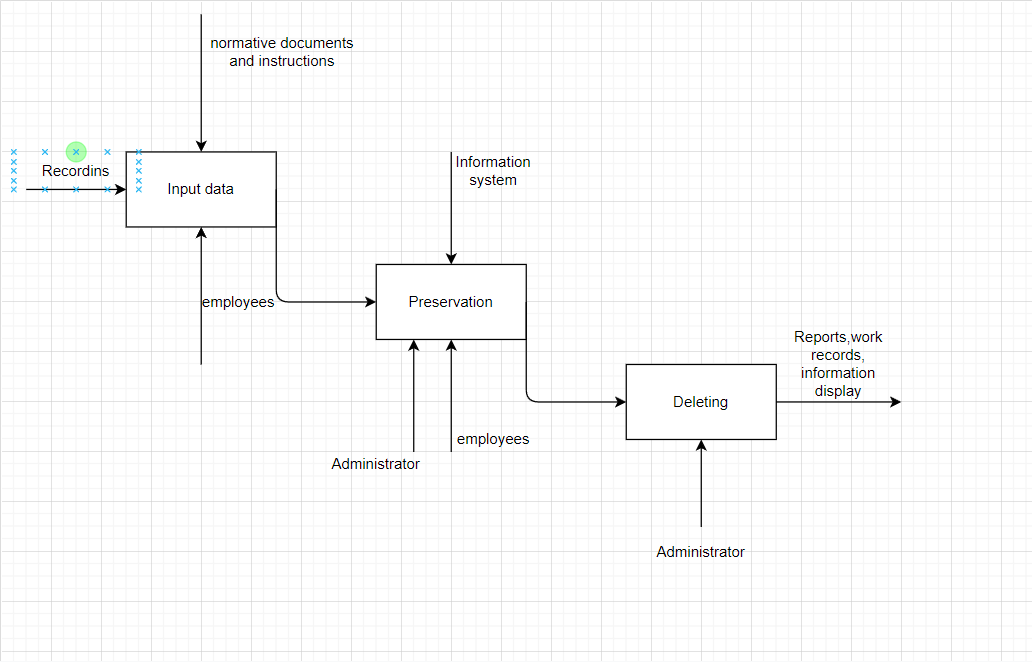 normative documents
and instructions
Recordins
Input data
Information
system
employees
Preservation
Reports,work
records,
information
display
Deleting
employees
Administrator
Administrator